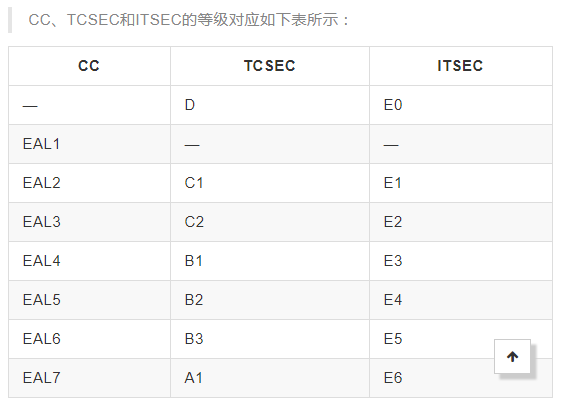 CC、TCSEC和ITSEC的等级对应如下表所示：
CC TCSEC ITSEC
— D E0
EAL1 — —
EAL2 C1 E1
EAL3 C2 E2
EAL4 B1 E3
EAL5 B2 E4
EAL6 B3 E5
EAL7 A1 E6